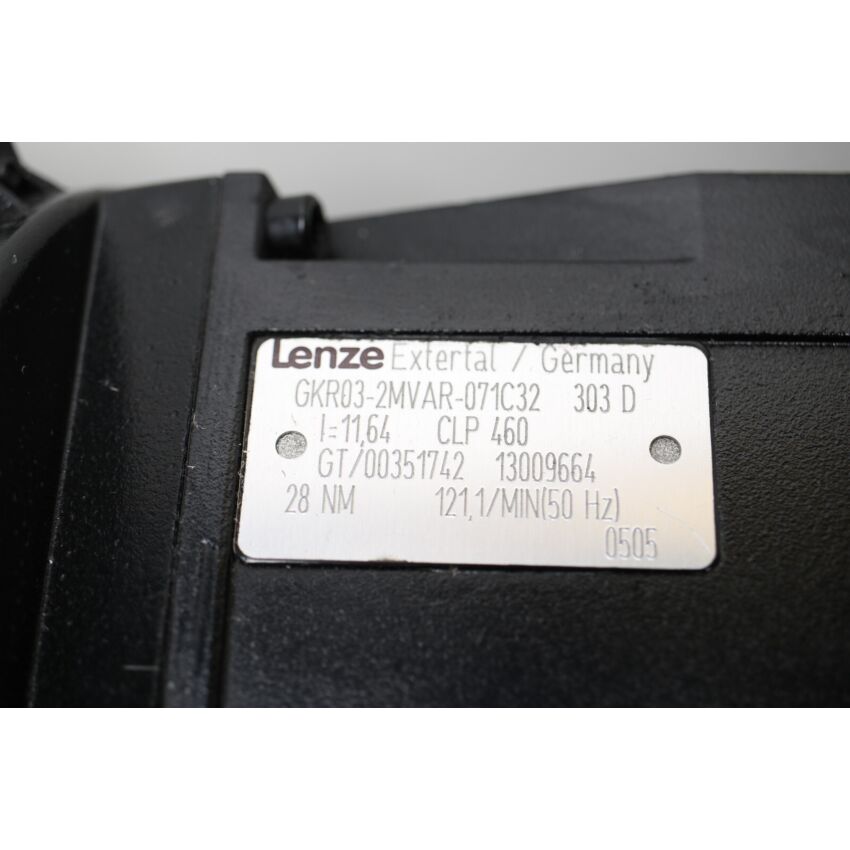 Lenze Extertal / Germany
GKR03-2MVAR-071C32 303 D
I=11,64 CLP 460
GT/00351742 13009664
28 NM 121,1/MIN(50 Hz)
0505